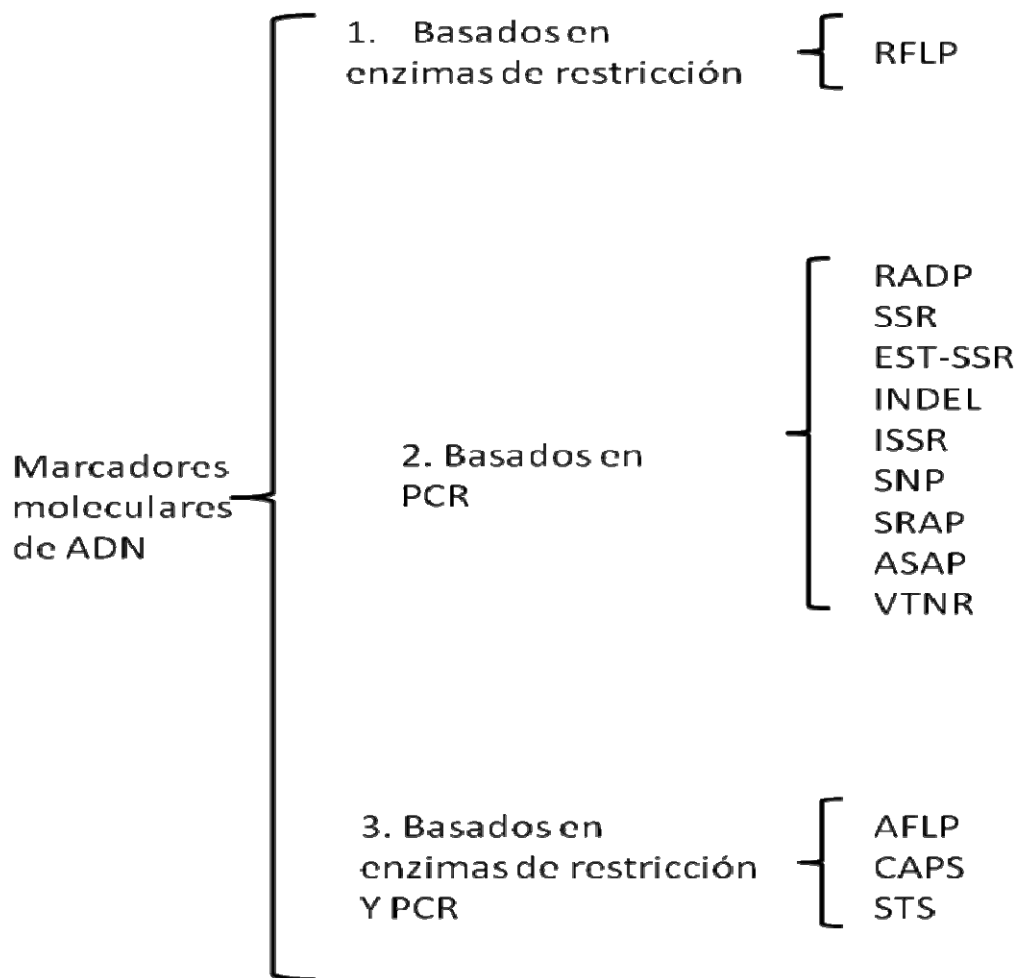 1. Basados en
enzimas de restricción
RFLP
Marcadores
moleculares
de ADN
2. Basados en
PCR
RADP
SSR
EST-SSR
INDEL
ISSR
SNP
SRAP
ASAP
VTNR
3. Basados en
enzimas de restricción
Y PCR
AFLP
CAPS
STS